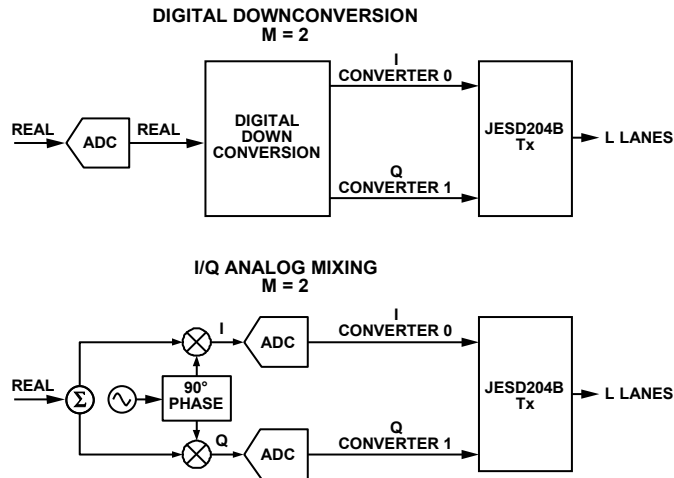 DIGITAL DOWNCONVERSION
M = 2
I
CONVERTER 0
REAL
ADC
REAL
DIGITAL
DOWN
CONVERSION
JESD204B
Tx
L LANES
Q
CONVERTER 1
I/Q ANALOG MIXING
M = 2
I
ADC
I
CONVERTER 0
REAL
Σ
90°
PHASE
JESD204B
Tx
L LANES
Q
ADC
Q
CONVERTER 1